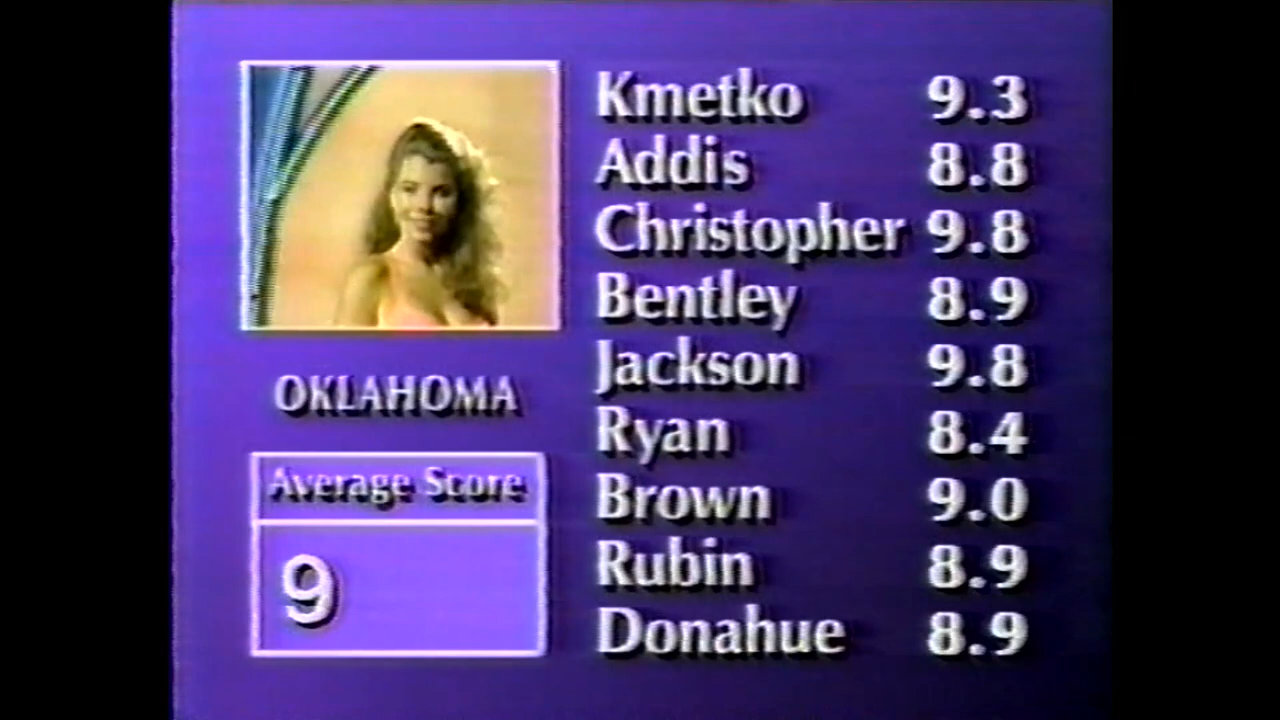 OKLAHOMA
Average Score
9
Kmetko 9.3
Addis 8.8
Christopher 9.8
Bentley 8.9
Jackson 9.8
Ryan 8.4
Brown 9.0
Rubin 8.9
Donahue 8.9